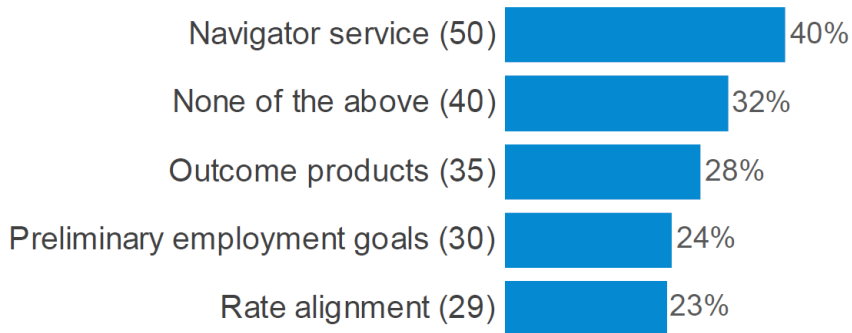 Navigator service (50) 40%
None of the above (40) 32%
Outcome products (35) 28%
Preliminary employment goals (30) 24%
Rate alignment (29) 23%